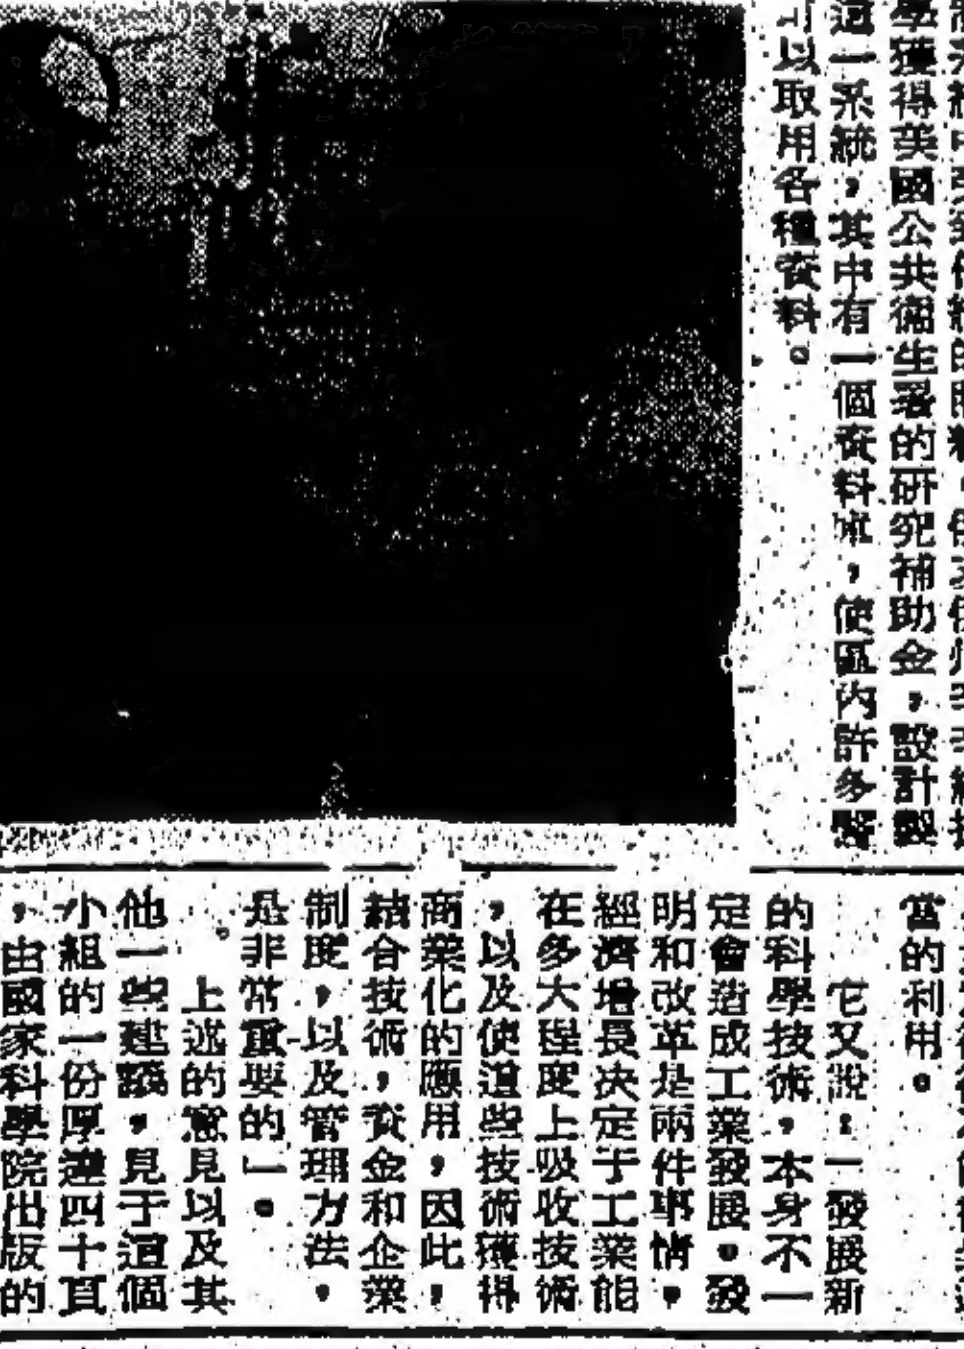 學獲得美國公共衛生署的研究補助金，設計製
這一系統，其中有一個資料庫，使區內許多醫
以取用各種資料。
當的利用。
它又說：「發展新
的科學技術，本身不一
定會造成工業發展。發
明和改革是兩件事情，
經濟增長決定于工業能
在多大程度上吸收技術
，以及使這些技術獲得
商業化的應用，因此，
結合技術，資金和企業
制度，以及管理方法，
是非常重要的」。
上述的意見以及其
他一些建議，見于這個
小組的一份厚達四十頁
，由國家科學院出版的